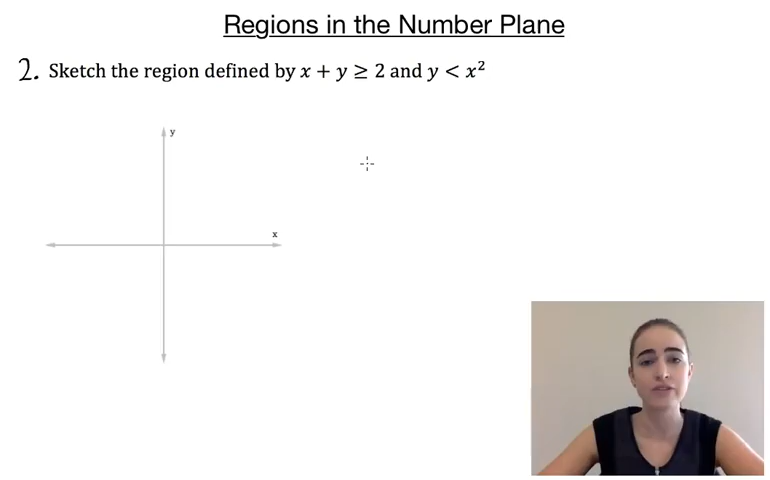 Regions in the Number Plane
2. Sketch the region defined by x + y ≥ 2 and y < x²
y
x